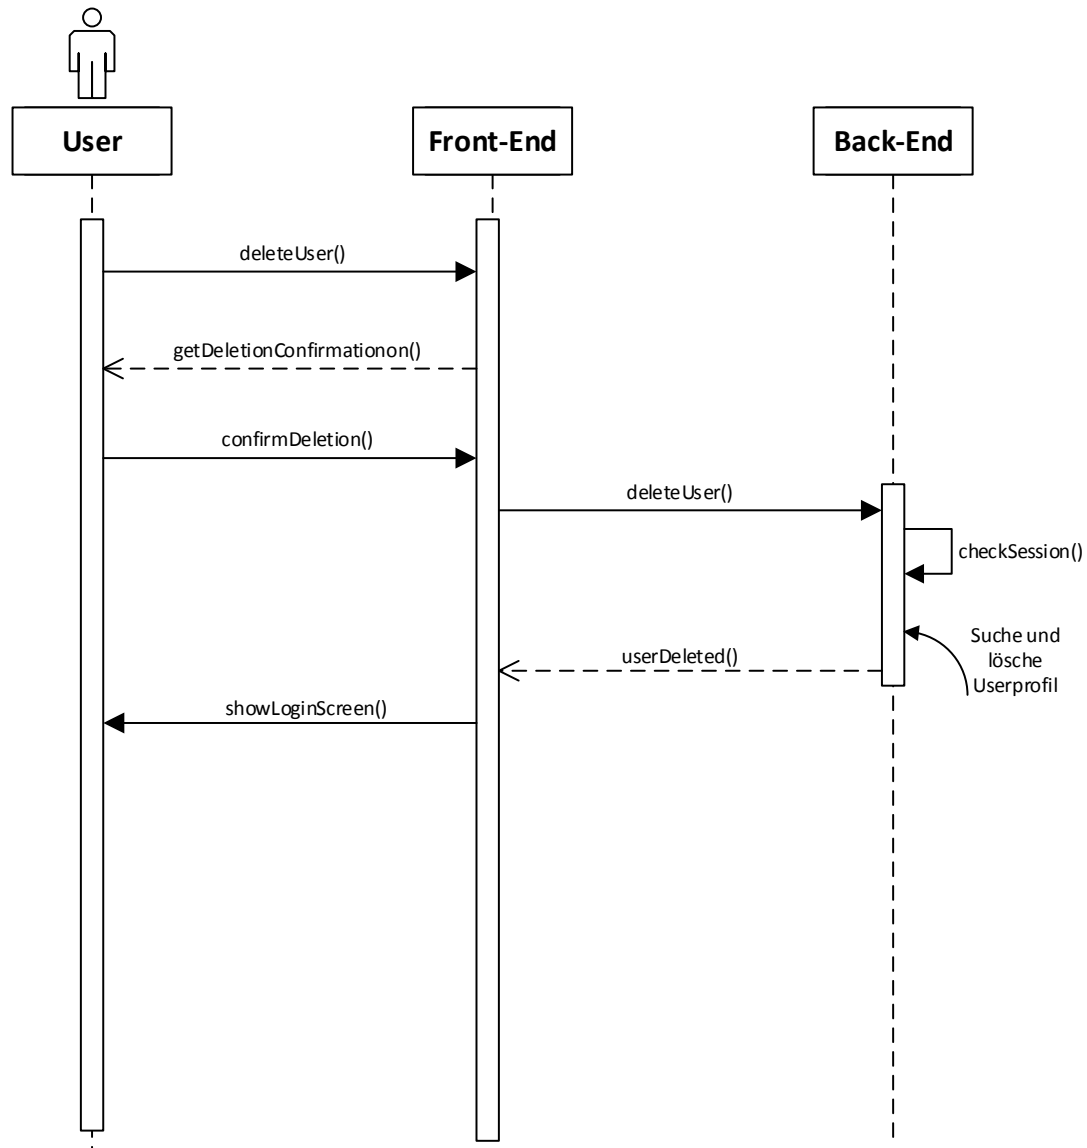 User
Front-End
Back-End
deleteUser()
getDeletionConfirmationon()
confirmDeletion()
deleteUser()
checkSession()
Suche und
lösche
Userprofil
userDeleted()
showLoginScreen()